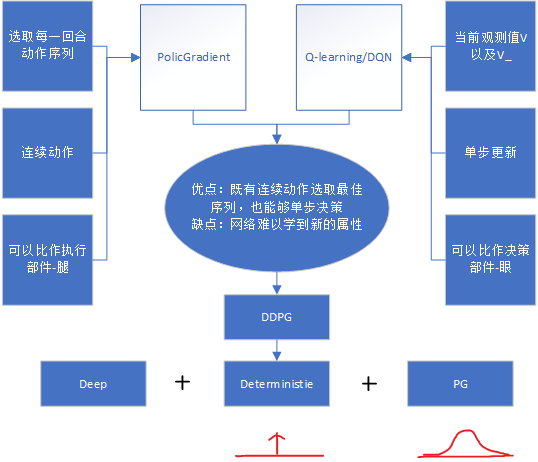 选取每一回合
动作序列
PolicGradient
Q-learning/DQN
当前观测值V
以及V_
连续动作
单步更新
优点：既有连续动作选取最佳
序列，也能够单步决策
缺点：网络难以学到新的属性
可以比作执行
部件-腿
可以比作决策
部件-眼
DDPG
Deep
+
Deterministie
+
PG